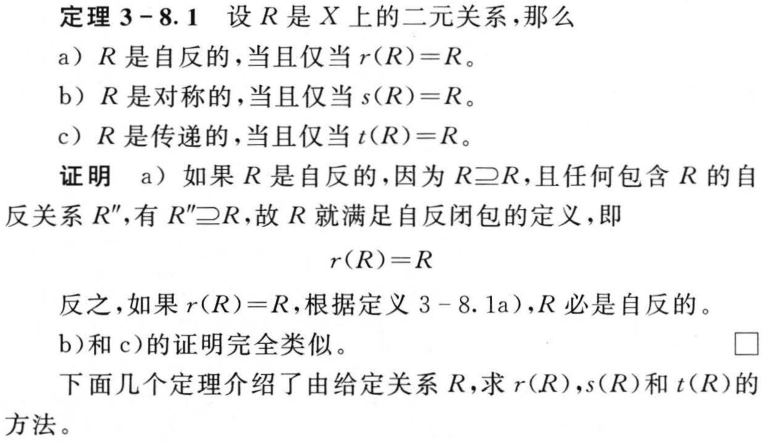 定理 3-8.1 设 R 是 X 上的二元关系,那么
a) R 是自反的,当且仅当 r(R)=R。
b) R 是对称的,当且仅当 s(R)=R。
c) R 是传递的,当且仅当 t(R)=R。
证明 a) 如果 R 是自反的,因为 R⊇R,且任何包含 R 的自
反关系 R″,有 R″⊇R,故 R 就满足自反闭包的定义,即
r(R)=R
反之,如果 r(R)=R,根据定义 3-8.1a),R 必是自反的。
b)和 c)的证明完全类似。 □
下面几个定理介绍了由给定关系 R,求 r(R),s(R)和 t(R)的
方法。